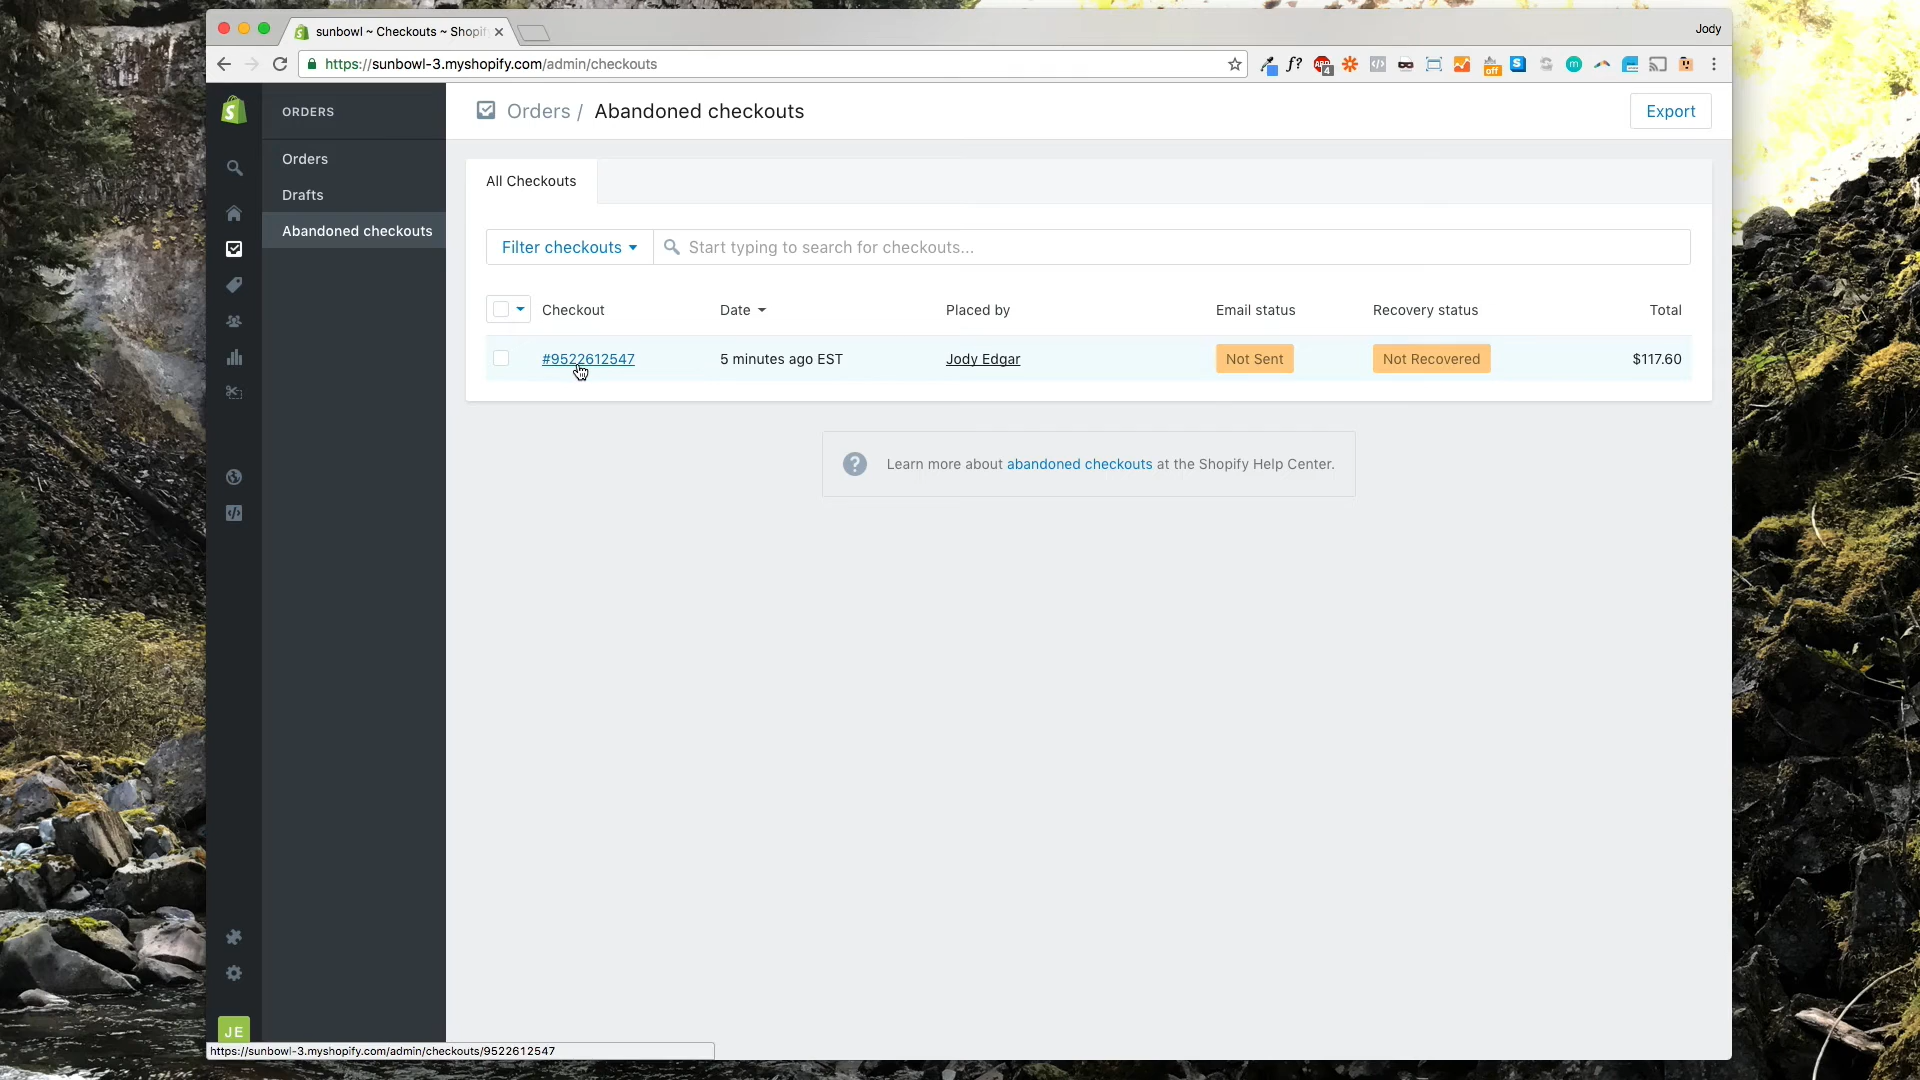 sunbowl ~ Checkouts ~ Shopif
Jody
https://sunbowl-3.myshopify.com/admin/checkouts
f?
ABP
4
off
S
m
ORDERS
Orders / Abandoned checkouts
Export
Orders
Drafts
Abandoned checkouts
All Checkouts
Filter checkouts
Start typing to search for checkouts...
Checkout
Date
Placed by
Email status
Recovery status
Total
#9522612547
5 minutes ago EST
Jody Edgar
Not Sent
Not Recovered
$117.60
? Learn more about abandoned checkouts at the Shopify Help Center.
JE
https://sunbowl-3.myshopify.com/admin/checkouts/9522612547